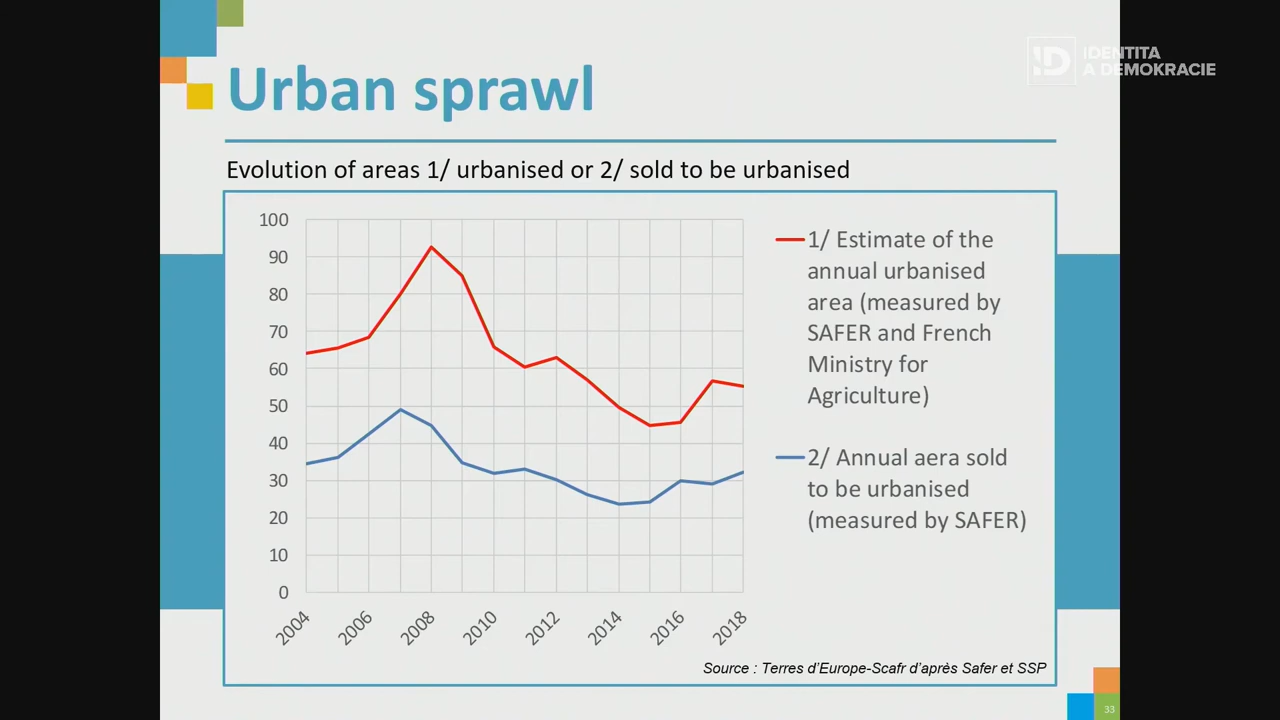 IDENTITA
A DEMOKRACIE
Urban sprawl
Evolution of areas 1/ urbanised or 2/ sold to be urbanised
100
90
80
70
60
50
40
30
20
10
0
2004
2006
2008
2010
2012
2014
2016
2018
1/ Estimate of the
annual urbanised
area (measured by
SAFER and French
Ministry for
Agriculture)
2/ Annual aera sold
to be urbanised
(measured by SAFER)
Source : Terres d'Europe-Scafr d'après Safer et SSP
33